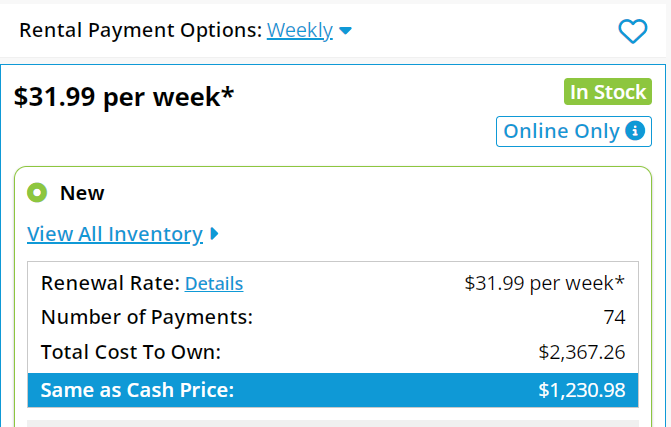 Rental Payment Options: Weekly
$31.99 per week*
In Stock
Online Only
New
View All Inventory
Renewal Rate: Details $31.99 per week*
Number of Payments: 74
Total Cost To Own: $2,367.26
Same as Cash Price: $1,230.98